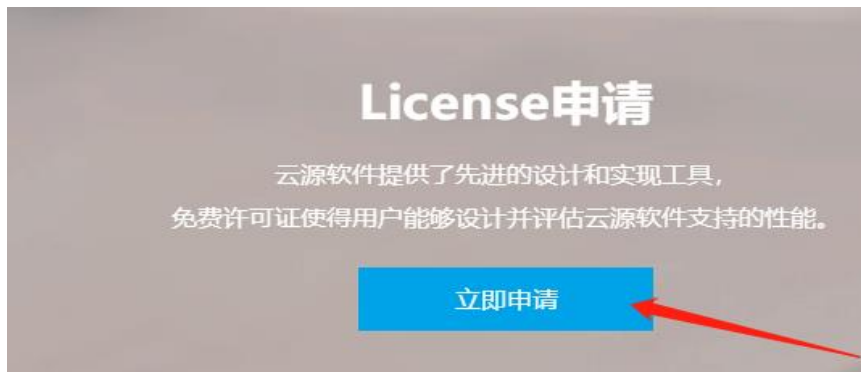 License申请
云源软件提供了先进的设计和实现工具，
免费许可证使得用户能够设计并评估云源软件支持的性能。
立即申请